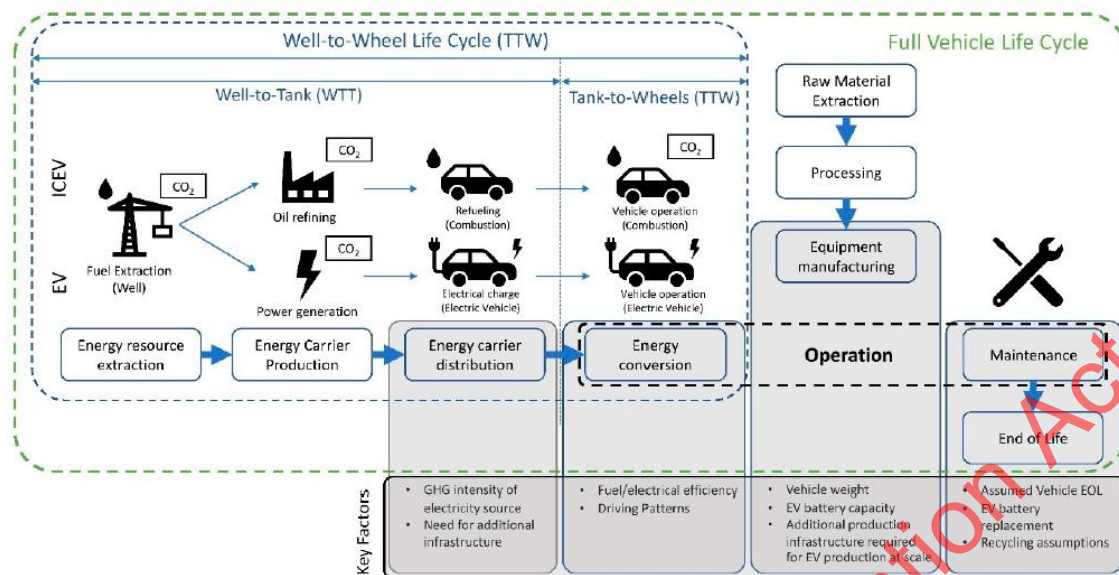 Well-to-Wheel Life Cycle (TTW)
Full Vehicle Life Cycle
Well-to-Tank (WTT)
Tank-to-Wheels (TTW)
ICEV
EV
CO2
Fuel Extraction
(Well)
CO2
Oil refining
Refueling
(Combustion)
CO2
Vehicle operation
(Combustion)
CO2
Power generation
Electrical charge
(Electric Vehicle)
Vehicle operation
(Electric Vehicle)
Raw Material
Extraction
Processing
Equipment
manufacturing
Energy resource
extraction
Energy Carrier
Production
Energy carrier
distribution
Energy
conversion
Operation
Maintenance
End of Life
Key Factors
• GHG intensity of
electricity source
• Need for additional
infrastructure
• Fuel/electrical efficiency
• Driving Patterns
• Vehicle weight
• EV battery capacity
• Additional production
infrastructure required
for EV production at scale
• Assumed Vehicle EOL
• EV battery
replacement
• Recycling assumptions
tion Act